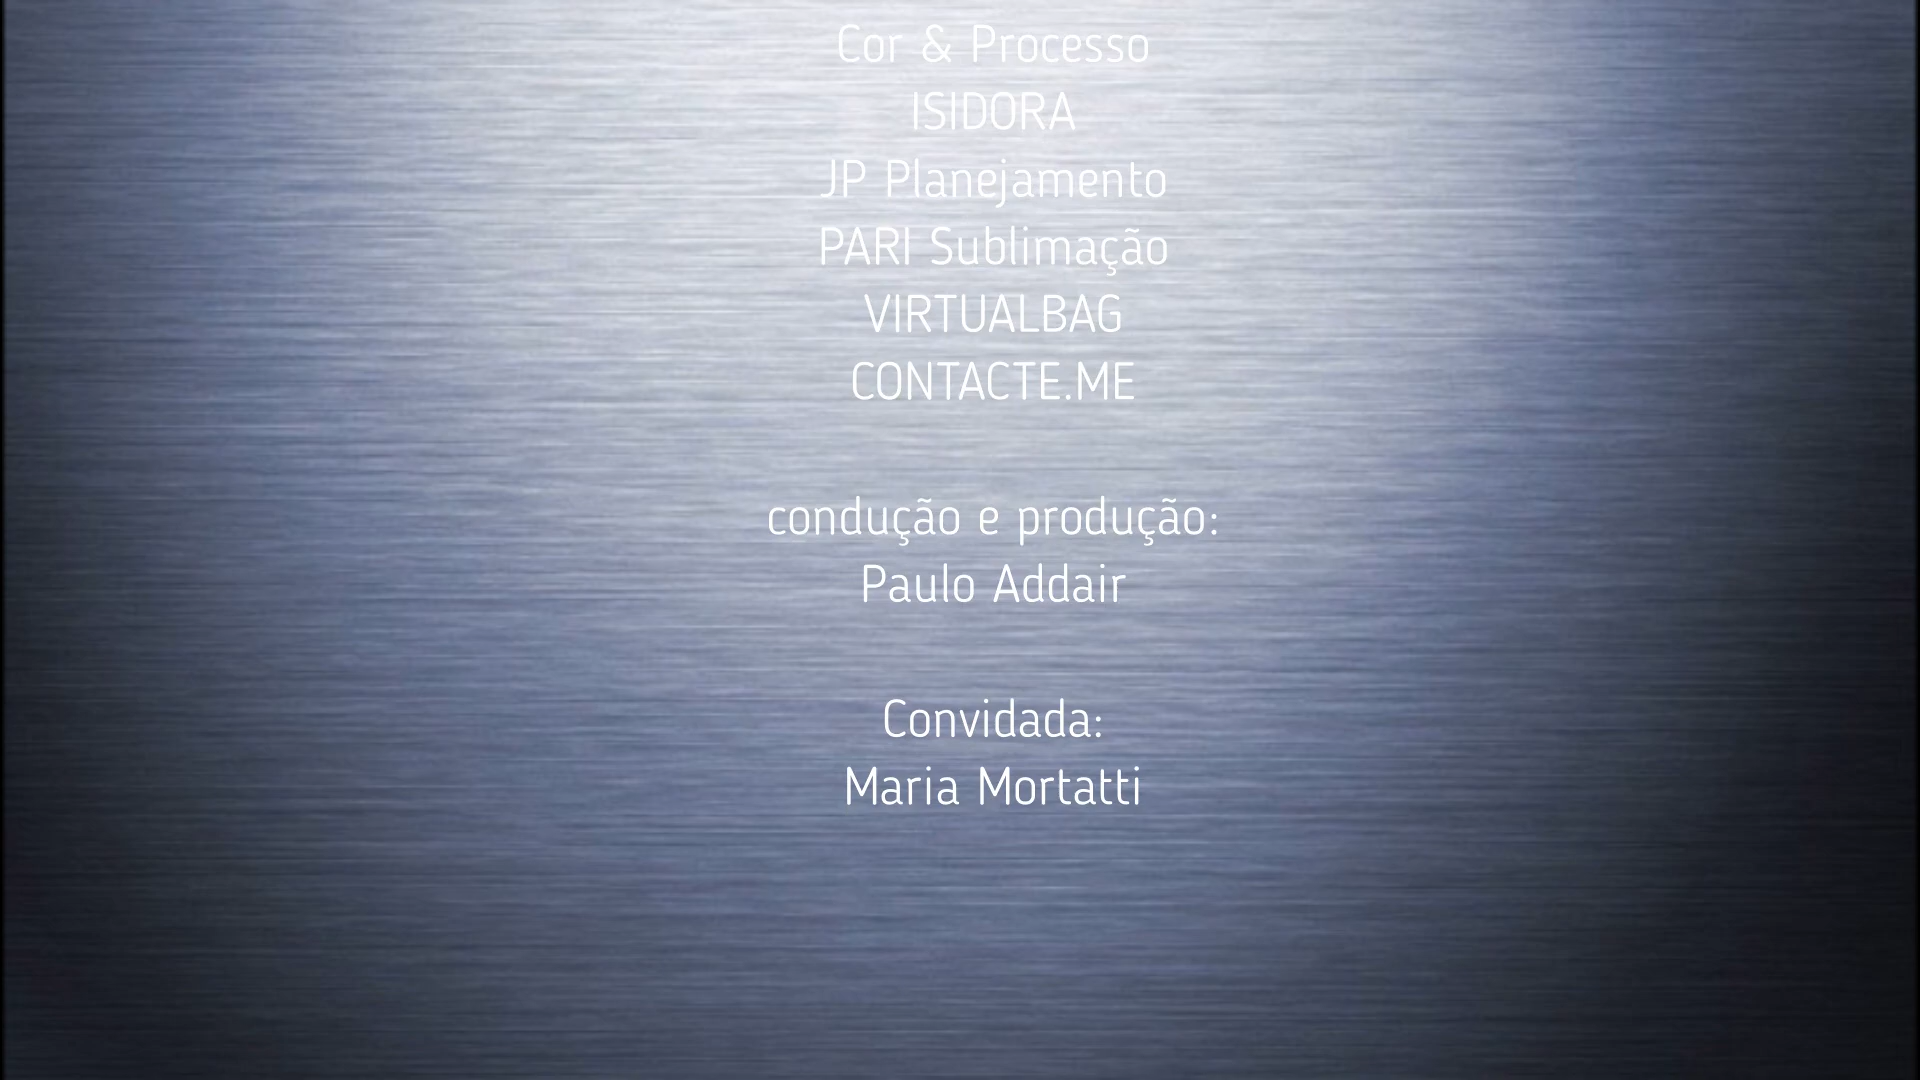 Cor & Processo
ISIDORA
JP Planejamento
PARI Sublimação
VIRTUALBAG
CONTACTE.ME
condução e produção:
Paulo Addair
Convidada:
Maria Mortatti